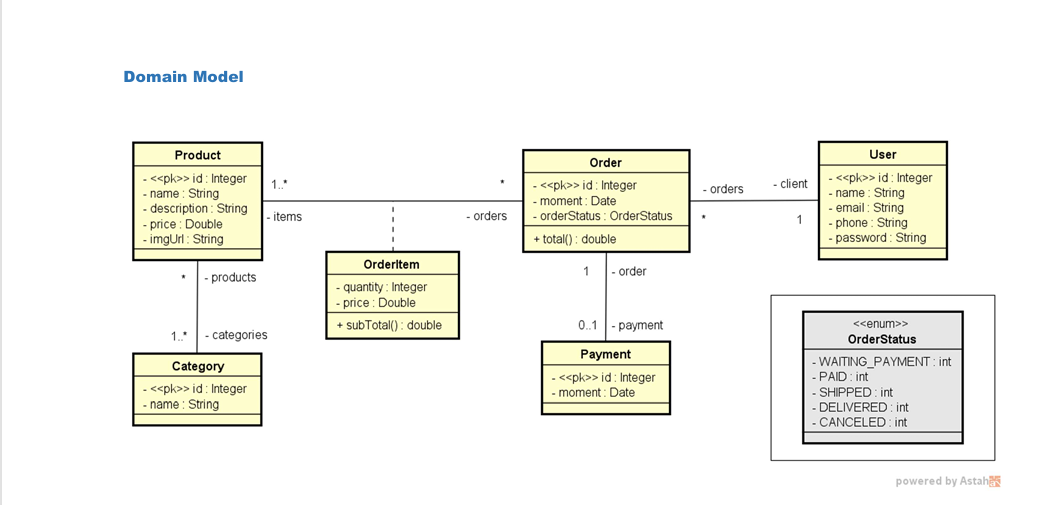 Domain Model
Product
- <<pk>> id : Integer
- name : String
- description : String
- price : Double
- imgUrl : String
1..*
- items
*
- orders
Order
- <<pk>> id : Integer
- moment : Date
- orderStatus : OrderStatus
+ total() : double
- orders
*
- client
1
User
- <<pk>> id : Integer
- name : String
- email : String
- phone : String
- password : String
OrderItem
- quantity : Integer
- price : Double
+ subTotal() : double
*
- products
1..*
- categories
Category
- <<pk>> id : Integer
- name : String
1
- order
0..1
- payment
Payment
- <<pk>> id : Integer
- moment : Date
<<enum>>
OrderStatus
- WAITING_PAYMENT : int
- PAID : int
- SHIPPED : int
- DELIVERED : int
- CANCELED : int
powered by Astah